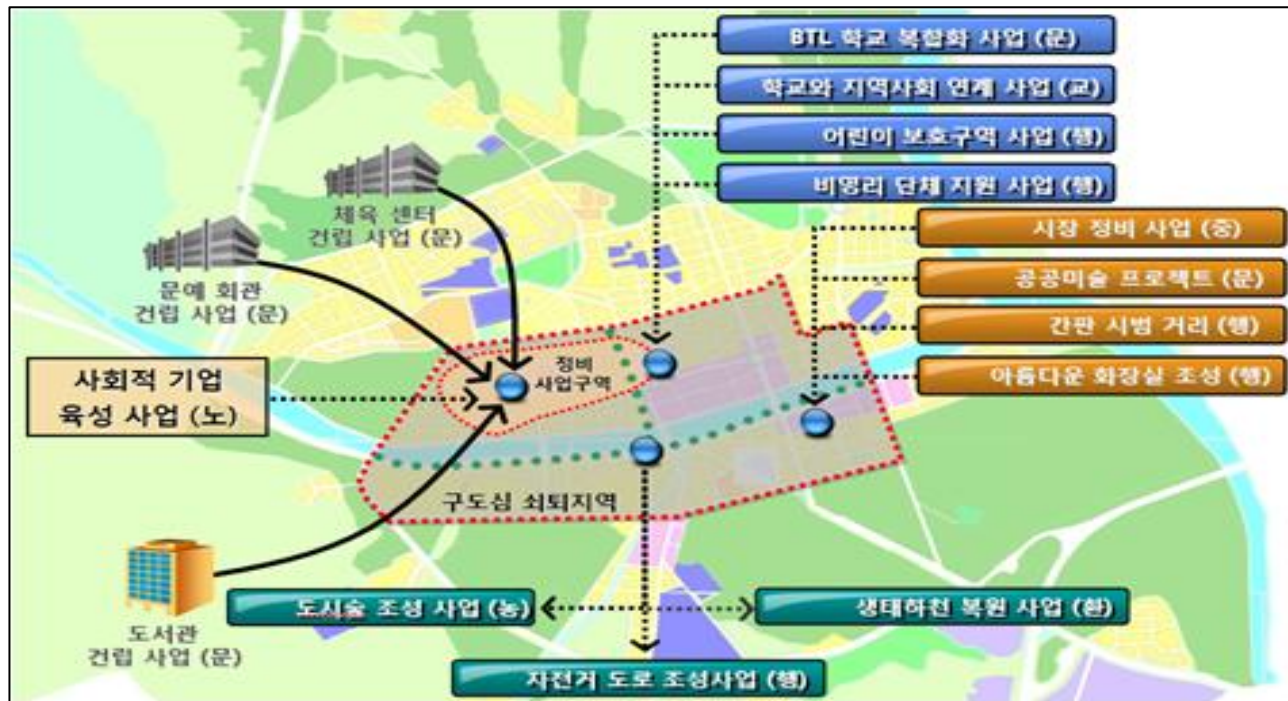 BTL 학교 복합화 사업 (문)
학교와 지역사회 연계 사업 (교)
어린이 보호구역 사업 (행)
비영리 단체 지원 사업 (행)
시장 정비 사업 (중)
공공미술 프로젝트 (문)
간판 시범 거리 (행)
아름다운 화장실 조성 (행)
체육 센터
건립 사업 (문)
문예 회관
건립 사업 (문)
정비
사업구역
사회적 기업
육성 사업 (노)
구도심 쇠퇴지역
도서관
건립 사업 (문)
도시숲 조성 사업 (농)
생태하천 복원 사업 (환)
자전거 도로 조성사업 (행)